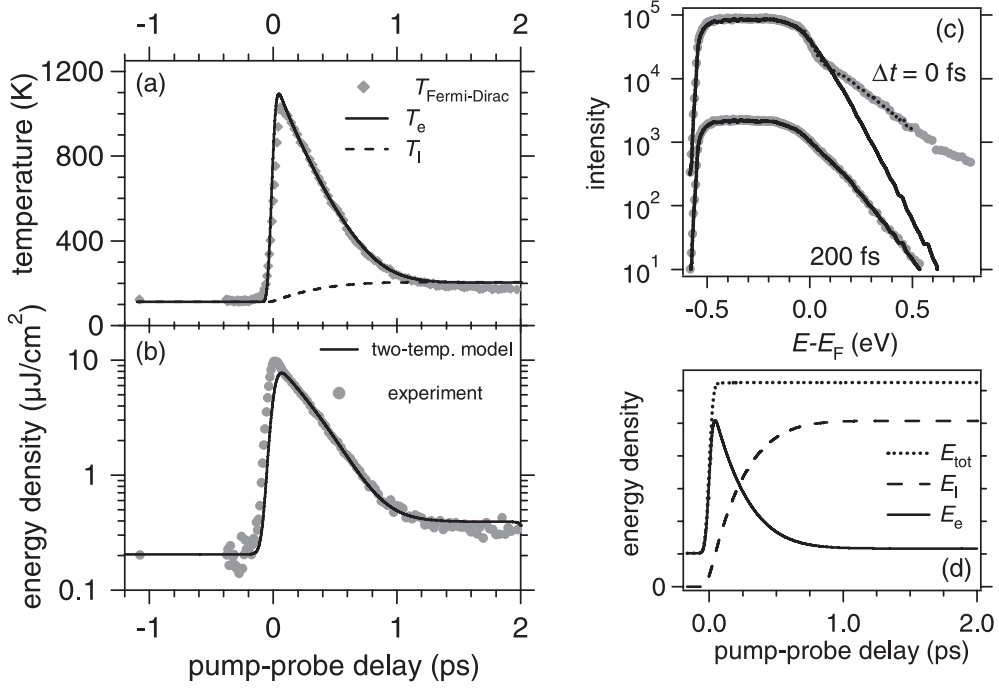 -1 0 1 2
(a)
1200
800
400
0
temperature (K)
T_Fermi-Dirac
T_e
T_l
(b)
10
1
0.1
energy density (μJ/cm²)
two-temp. model
experiment
-1 0 1 2
pump-probe delay (ps)
(c)
10⁵
10⁴
10³
10²
10¹
intensity
Δt = 0 fs
200 fs
-0.5 0.0 0.5
E-E_F (eV)
energy density
0
E_tot
E_l
E_e
(d)
0.0 1.0 2.0
pump-probe delay (ps)